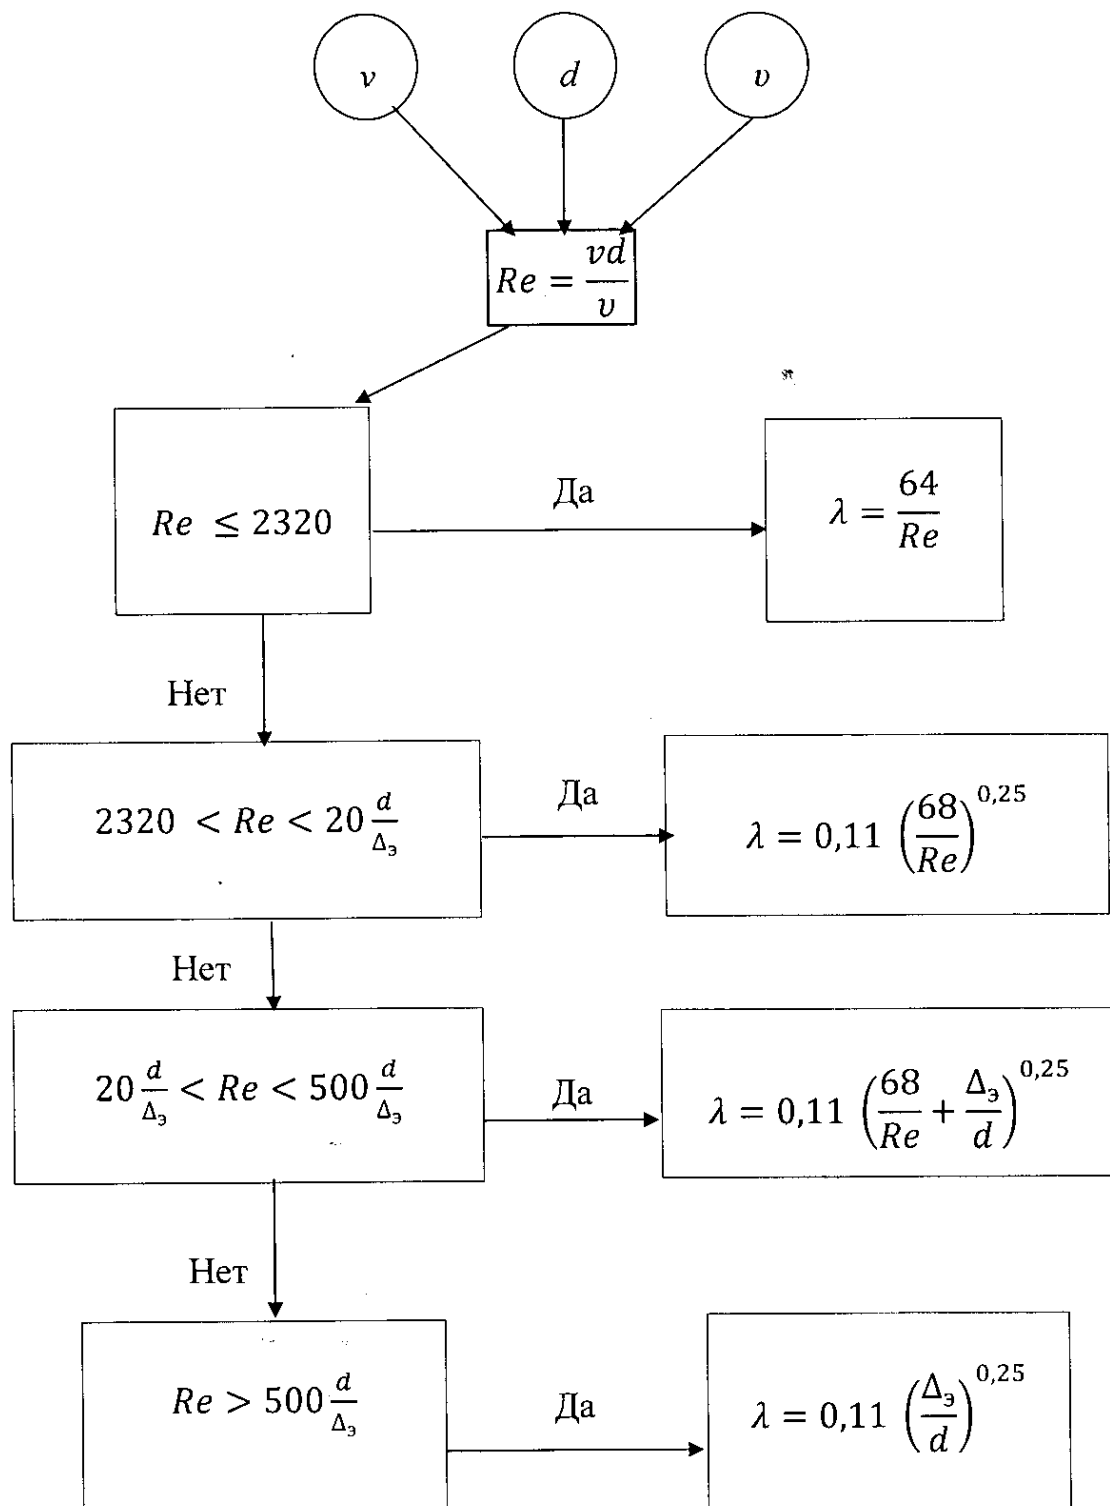 v d υ
Re = vd/υ
Re ≤ 2320
Да
λ = 64/Re
Нет
2320 < Re < 20 d/Δэ
Да
λ = 0,11 (68/Re)^0,25
Нет
20 d/Δэ < Re < 500 d/Δэ
Да
λ = 0,11 (68/Re + Δэ/d)^0,25
Нет
Re > 500 d/Δэ
Да
λ = 0,11 (Δэ/d)^0,25